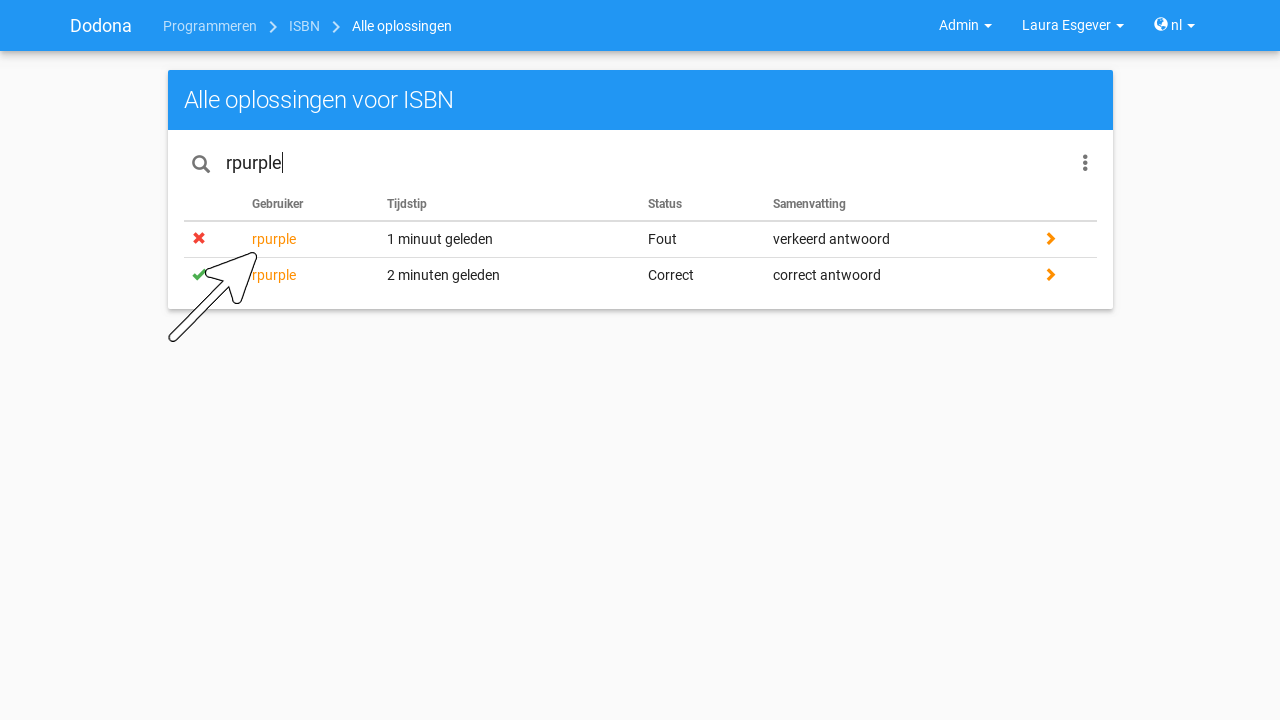 Dodona Programmeren ISBN Alle oplossingen Admin Laura Esgever nl
Alle oplossingen voor ISBN
rpurple
Gebruiker Tijdstip Status Samenvatting
rpurple 1 minuut geleden Fout verkeerd antwoord
rpurple 2 minuten geleden Correct correct antwoord